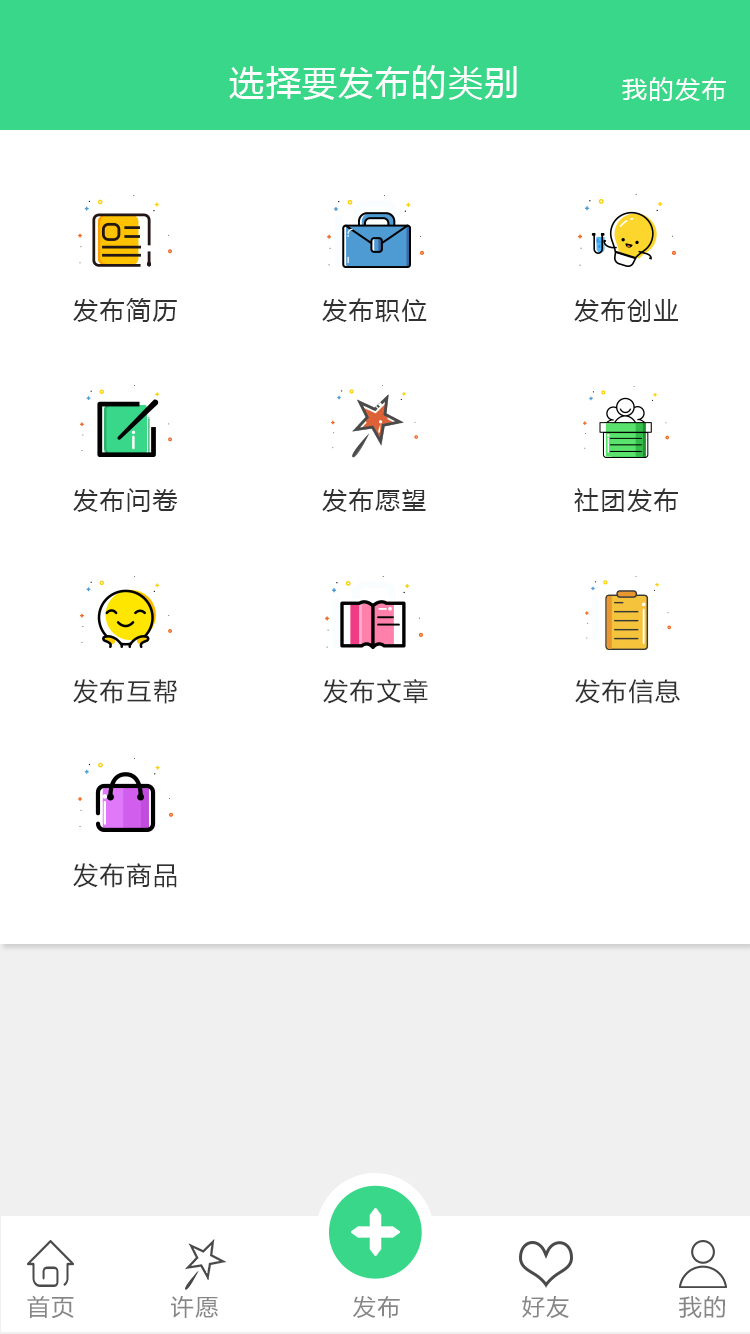 选择要发布的类别
我的发布
发布简历 发布职位 发布创业
发布问卷 发布愿望 社团发布
发布互帮 发布文章 发布信息
发布商品
首页 许愿 发布 好友 我的